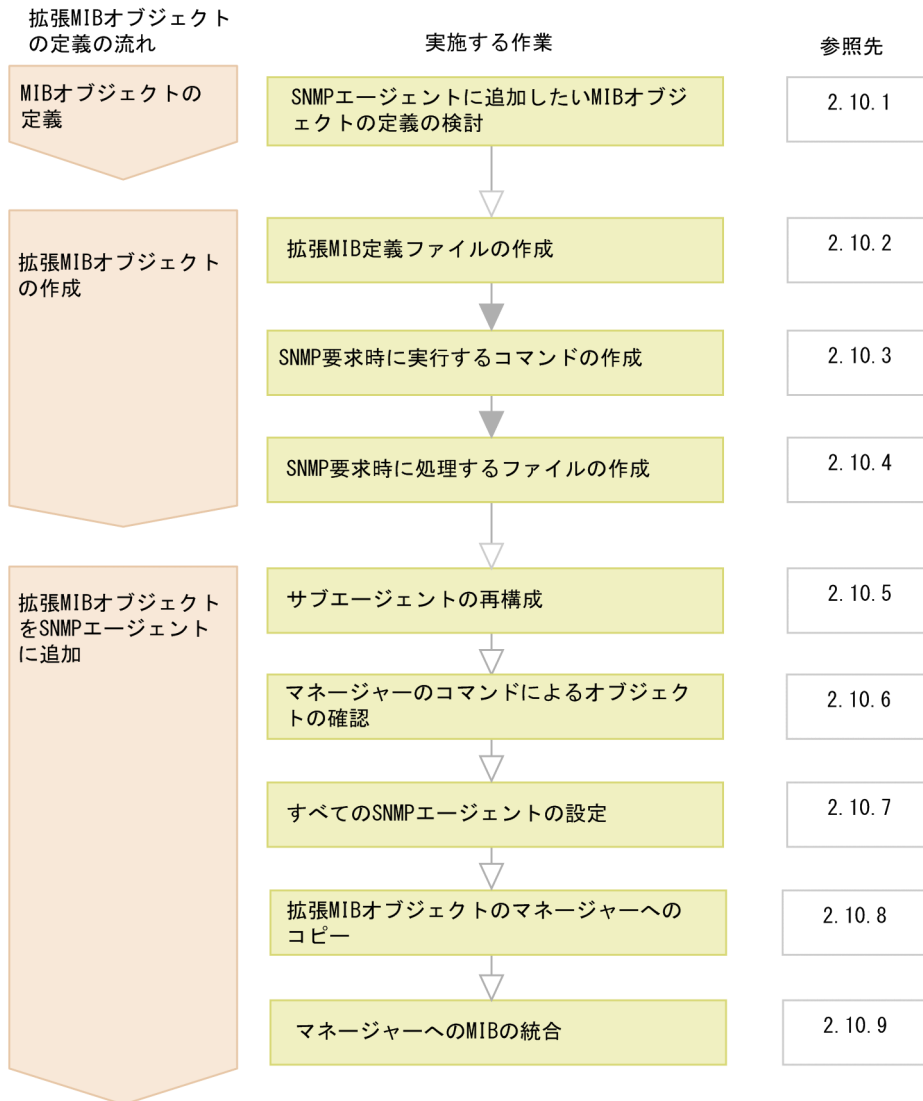 拡張MIBオブジェクト
の定義の流れ
実施する作業
参照先
MIBオブジェクトの
定義
SNMPエージェントに追加したいMIBオブジ
ェクトの定義の検討
2.10.1
拡張MIBオブジェクト
の作成
拡張MIB定義ファイルの作成
2.10.2
SNMP要求時に実行するコマンドの作成
2.10.3
SNMP要求時に処理するファイルの作成
2.10.4
拡張MIBオブジェクト
をSNMPエージェント
に追加
サブエージェントの再構成
2.10.5
マネージャーのコマンドによるオブジェク
トの確認
2.10.6
すべてのSNMPエージェントの設定
2.10.7
拡張MIBオブジェクトのマネージャーへの
コピー
2.10.8
マネージャーへのMIBの統合
2.10.9